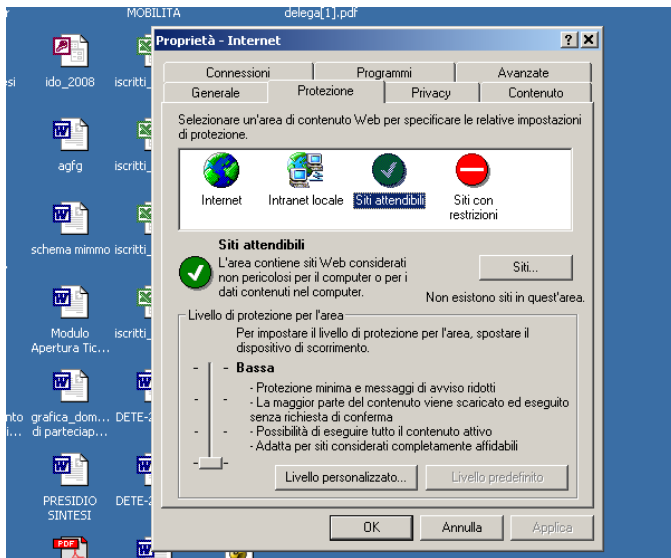 MOBILITA
delega[1].pdf
ido_2008
iscritti_
agfg
iscritti_
schema mimmo
iscritti_
Modulo
Apertura Tic...
iscritti_
grafica_dom...
di parteciap...
DETE-2
PRESIDIO
SINTESI
DETE-2
Proprietà - Internet
Connessioni
Programmi
Avanzate
Generale
Protezione
Privacy
Contenuto
Selezionare un'area di contenuto Web per specificare le relative impostazioni
di protezione.
Internet
Intranet locale
Siti attendibili
Siti con
restrizioni
Siti attendibili
L'area contiene siti Web considerati
non pericolosi per il computer o per i
dati contenuti nel computer.
Siti...
Non esistono siti in quest'area.
Livello di protezione per l'area
Per impostare il livello di protezione per l'area, spostare il
dispositivo di scorrimento.
Bassa
- Protezione minima e messaggi di avviso ridotti
- La maggior parte del contenuto viene scaricato ed eseguito
senza richiesta di conferma
- Possibilità di eseguire tutto il contenuto attivo
- Adatta per siti considerati completamente affidabili
Livello personalizzato...
Livello predefinito
OK
Annulla
Applica
PDF